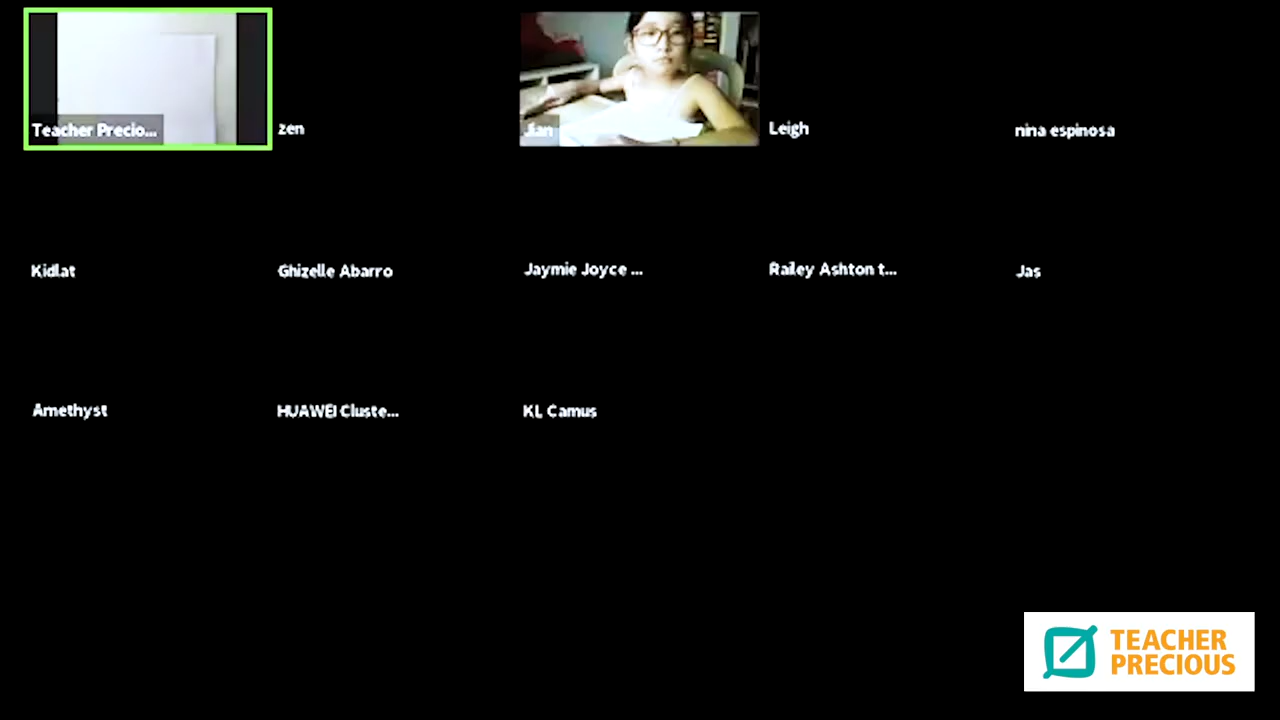 Teacher Precio...
zen
Jian
Leigh
nina espinosa
Kidlat
Ghizelle Abarro
Jaymie Joyce ...
Railey Ashton t...
Jas
Amethyst
HUAWEI Cluste...
KL Camus
TEACHER
PRECIOUS